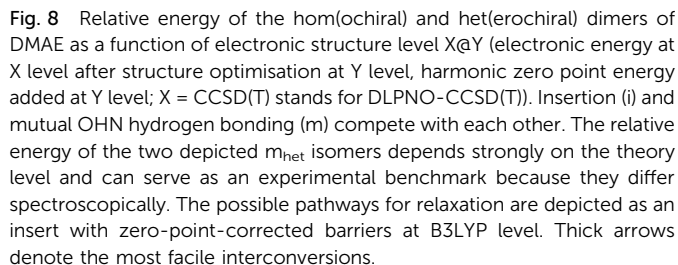 Fig. 8 Relative energy of the hom(ochiral) and het(erochiral) dimers of
DMAE as a function of electronic structure level X@Y (electronic energy at
X level after structure optimisation at Y level, harmonic zero point energy
added at Y level; X = CCSD(T) stands for DLPNO-CCSD(T)). Insertion (i) and
mutual OHN hydrogen bonding (m) compete with each other. The relative
energy of the two depicted mhet isomers depends strongly on the theory
level and can serve as an experimental benchmark because they differ
spectroscopically. The possible pathways for relaxation are depicted as an
insert with zero-point-corrected barriers at B3LYP level. Thick arrows
denote the most facile interconversions.